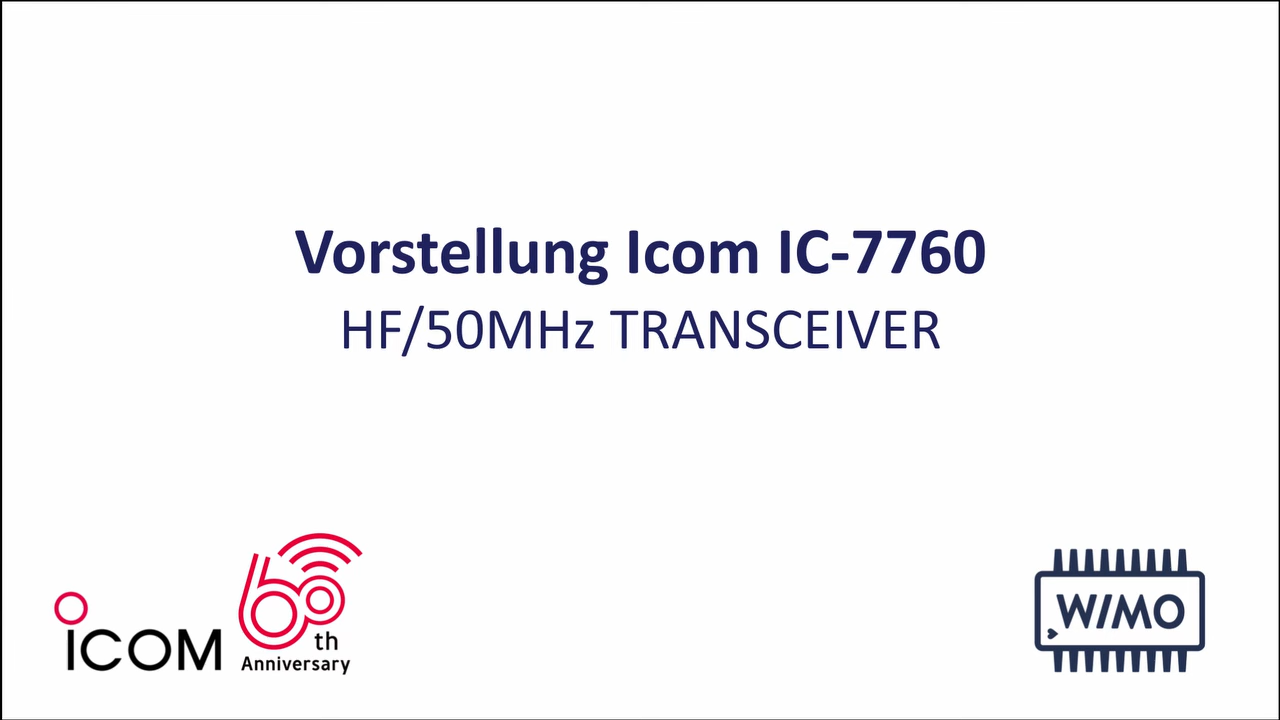 Vorstellung Icom IC-7760
HF/50MHz TRANSCEIVER
ICOM
60
th
Anniversary
WIMO